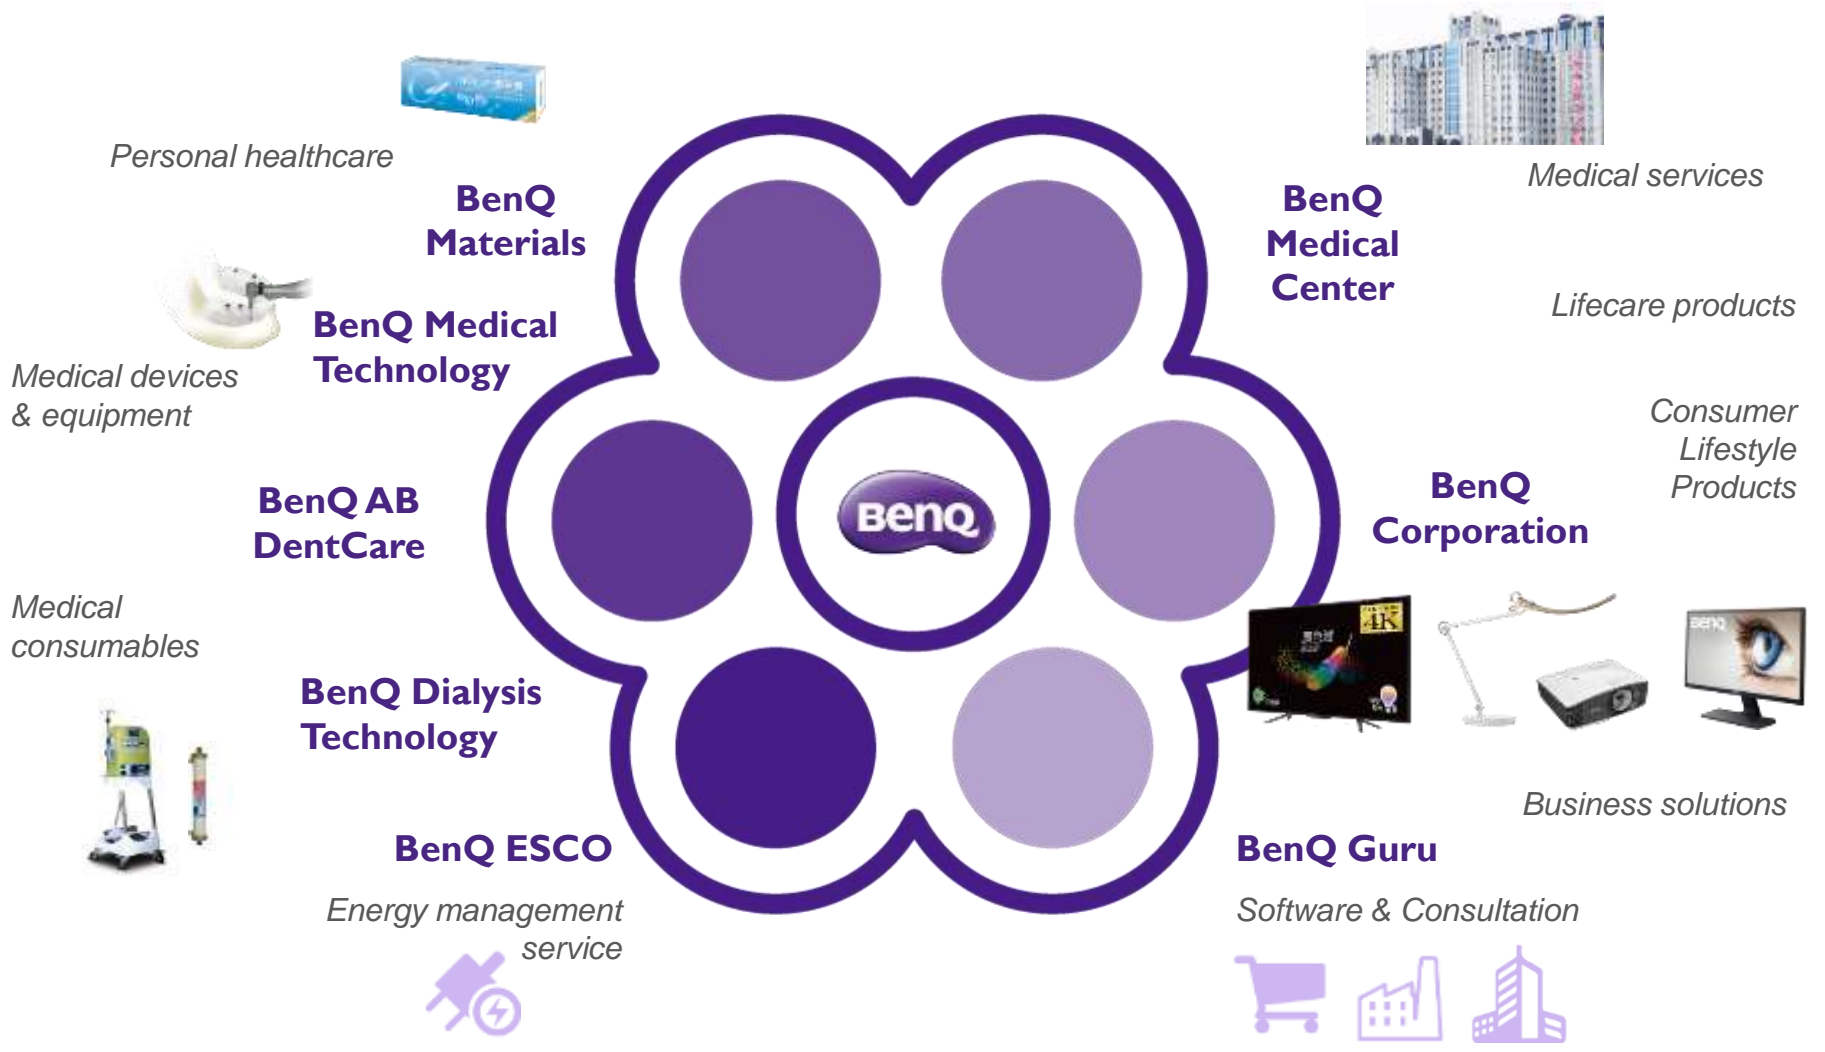 Personal healthcare
BenQ
Materials
BenQ Medical
Technology
Medical devices
& equipment
BenQ AB
DentCare
Medical
consumables
BenQ Dialysis
Technology
BenQ ESCO
Energy management
service
BenQ
Medical services
BenQ
Medical
Center
Lifecare products
Consumer
Lifestyle
Products
BenQ
Corporation
4K
BenQ
Business solutions
BenQ Guru
Software & Consultation